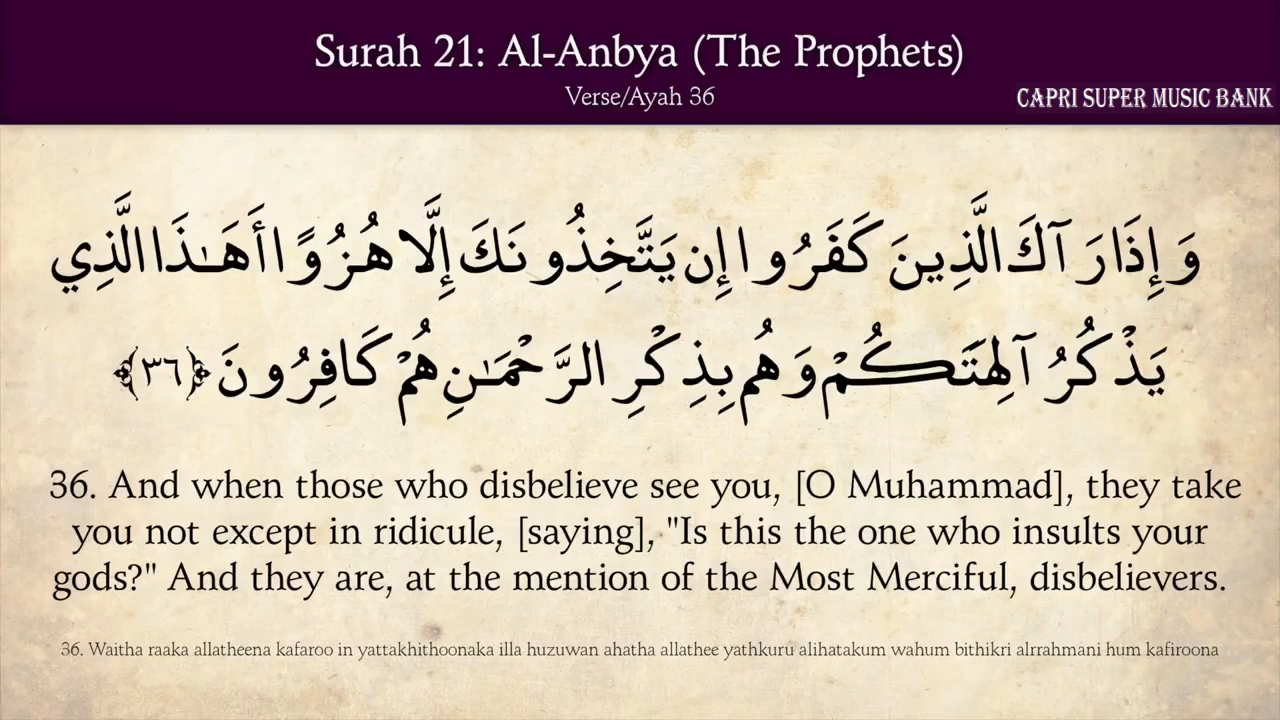 Surah 21: Al-Anbya (The Prophets)
Verse/Ayah 36
CAPRI SUPER MUSIC BANK
وَإِذَا رَآكَ الَّذِينَ كَفَرُوا إِن يَتَّخِذُونَكَ إِلَّا هُزُوًا أَهَـٰذَا الَّذِي
يَذْكُرُ آلِهَتَكُمْ وَهُم بِذِكْرِ الرَّحْمَـٰنِ هُمْ كَافِرُونَ ﴿٣٦﴾
36. And when those who disbelieve see you, [O Muhammad], they take
you not except in ridicule, [saying], "Is this the one who insults your
gods?" And they are, at the mention of the Most Merciful, disbelievers.
36. Waitha raaka allatheena kafaroo in yattakhithoonaka illa huzuwan ahatha allathee yathkuru alihatakum wahum bithikri alrrahmani hum kafiroona